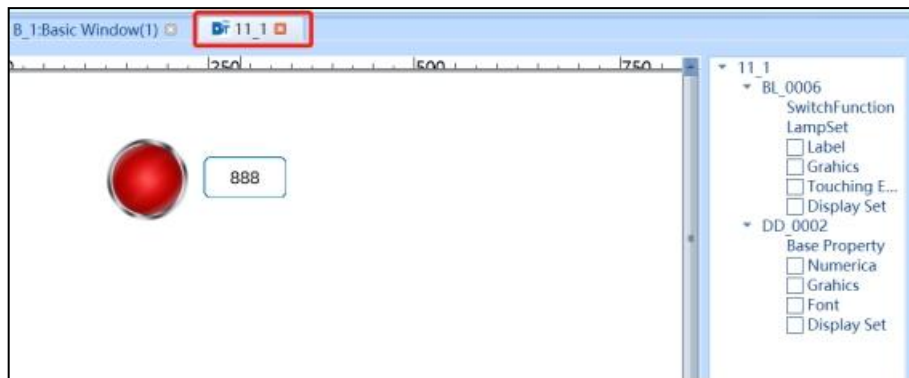 B_1:Basic Window(1)
11_1
250
500
750
888
11_1
BL_0006
SwitchFunction
LampSet
Label
Grahics
Touching E...
Display Set
DD_0002
Base Property
Numerica
Grahics
Font
Display Set